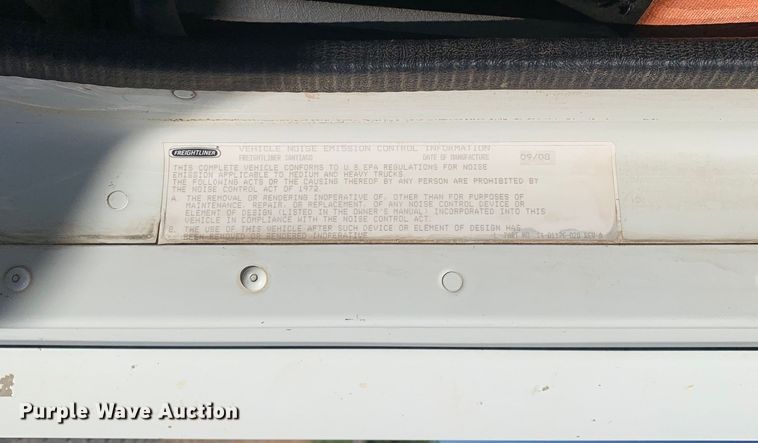 FREIGHTLINER
VEHICLE NOISE EMISSION CONTROL INFORMATION
FREIGHTLINER SANTIAGO DATE OF MANUFACTURE 09/08
THIS COMPLETE VEHICLE CONFORMS TO U S EPA REGULATIONS FOR NOISE
EMISSION APPLICABLE TO MEDIUM AND HEAVY TRUCKS.
THE FOLLOWING ACTS OR THE CAUSING THEREOF BY ANY PERSON ARE PROHIBITED
BY THE NOISE CONTROL ACT OF 1972.
A. THE REMOVAL OR RENDERING INOPERATIVE OF, OTHER THAN FOR PURPOSES OF
MAINTENANCE, REPAIR, OR REPLACEMENT, OF ANY NOISE CONTROL DEVICE OR
ELEMENT OF DESIGN (LISTED IN THE OWNER'S MANUAL) INCORPORATED INTO THIS
VEHICLE IN COMPLIANCE WITH THE NOISE CONTROL ACT.
B. THE USE OF THIS VEHICLE AFTER SUCH DEVICE OR ELEMENT OF DESIGN HAS
BEEN REMOVED OR RENDERED INOPERATIVE PART NO.
Purple Wave Auction